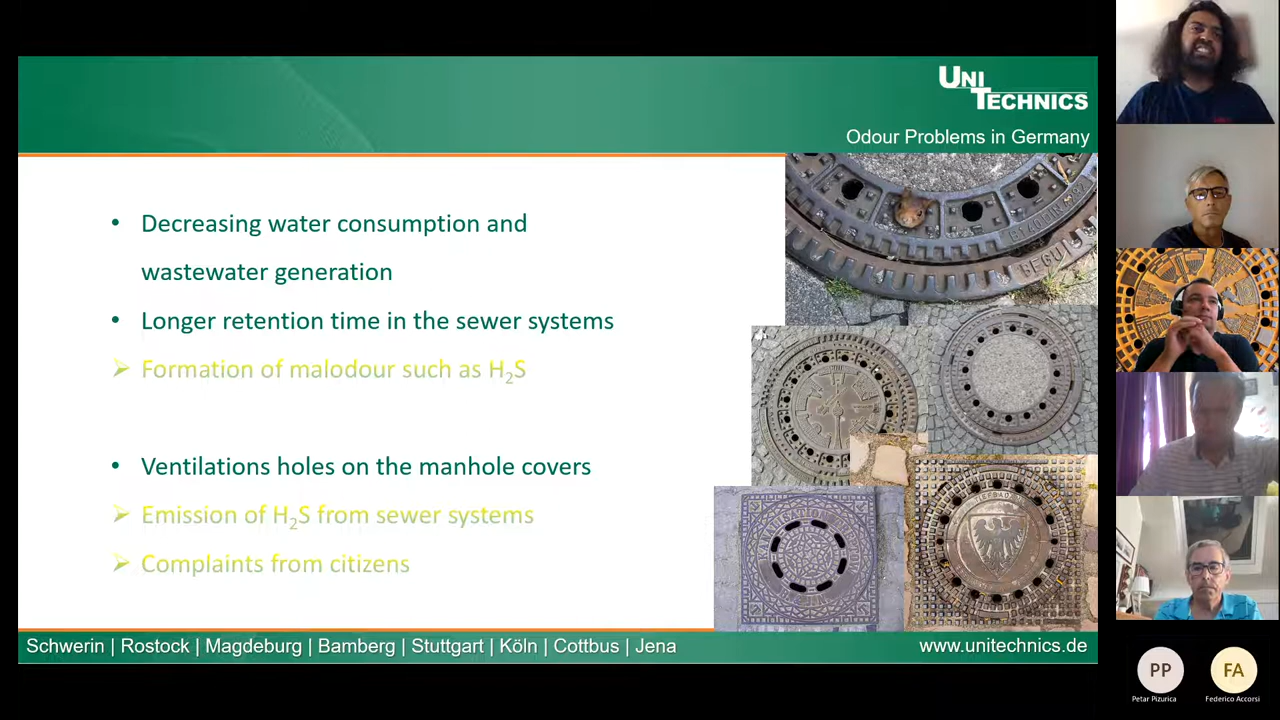 UNI
TECHNICS
Odour Problems in Germany
• Decreasing water consumption and
wastewater generation
• Longer retention time in the sewer systems
➢ Formation of malodour such as H₂S
• Ventilations holes on the manhole covers
➢ Emission of H₂S from sewer systems
➢ Complaints from citizens
BEGU
Schwerin | Rostock | Magdeburg | Bamberg | Stuttgart | Köln | Cottbus | Jena
www.unitechnics.de
PP
Petar Pizurica
FA
Federico Accorsi